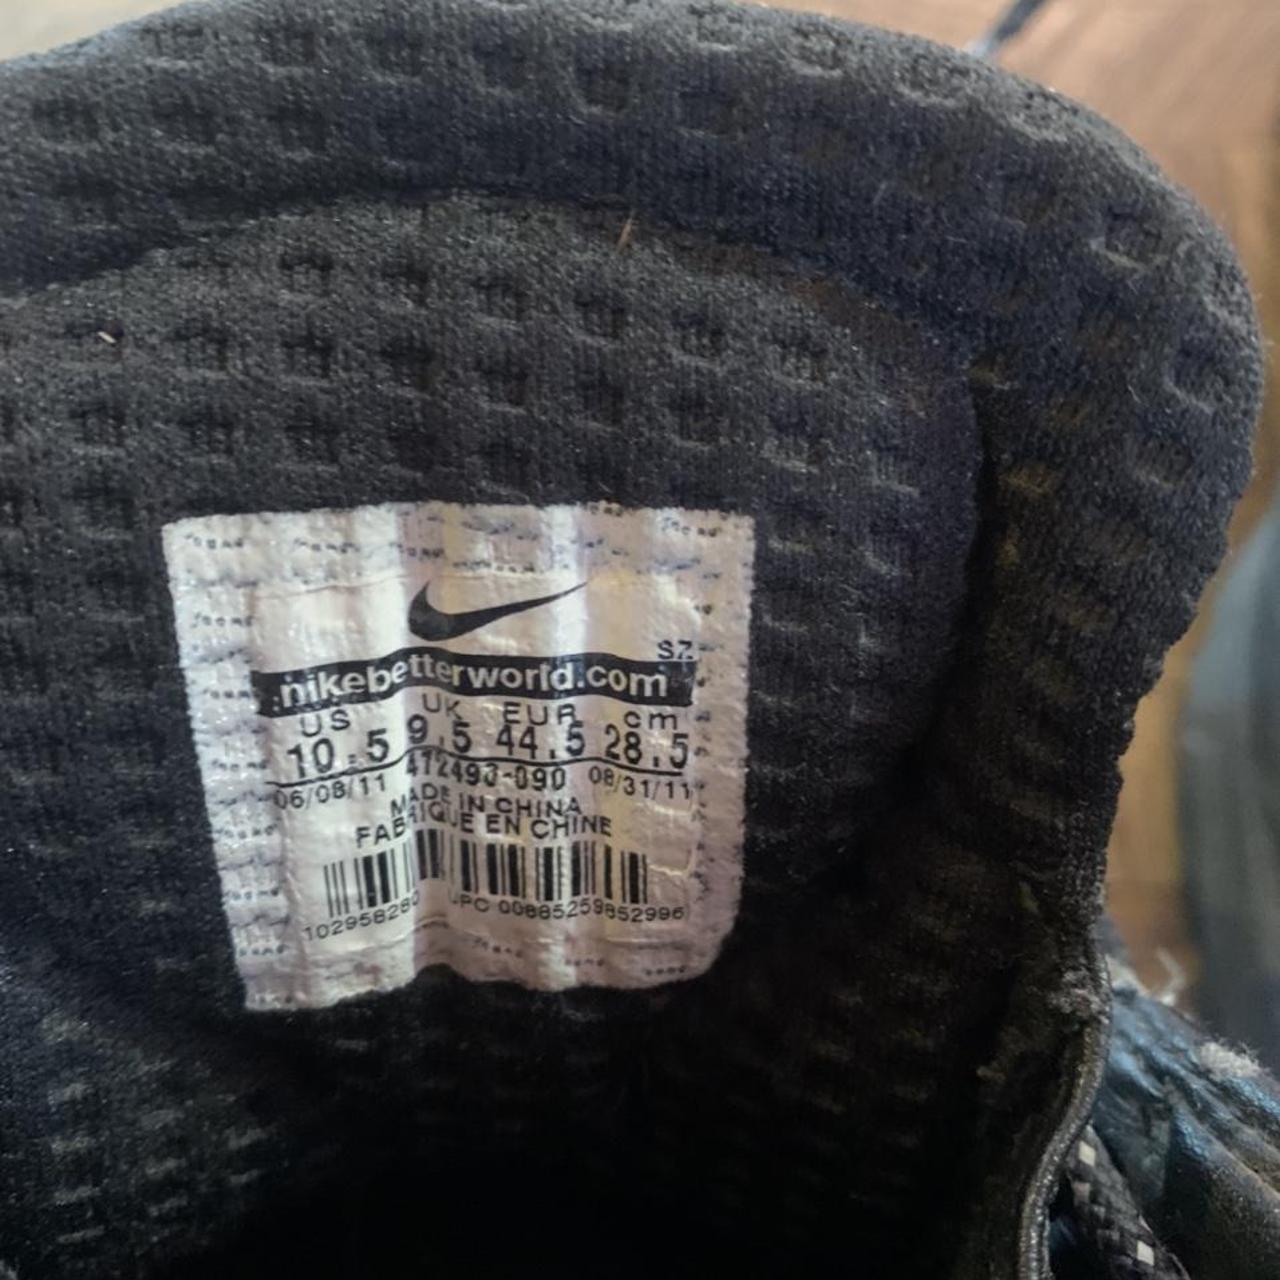 SZ
nikebetterworld.com
US UK EUR cm
10.5 9.5 44.5 28.5
06/08/11 472490-090 08/31/11
MADE IN CHINA
FABRIQUE EN CHINE
UPC 00885259852996